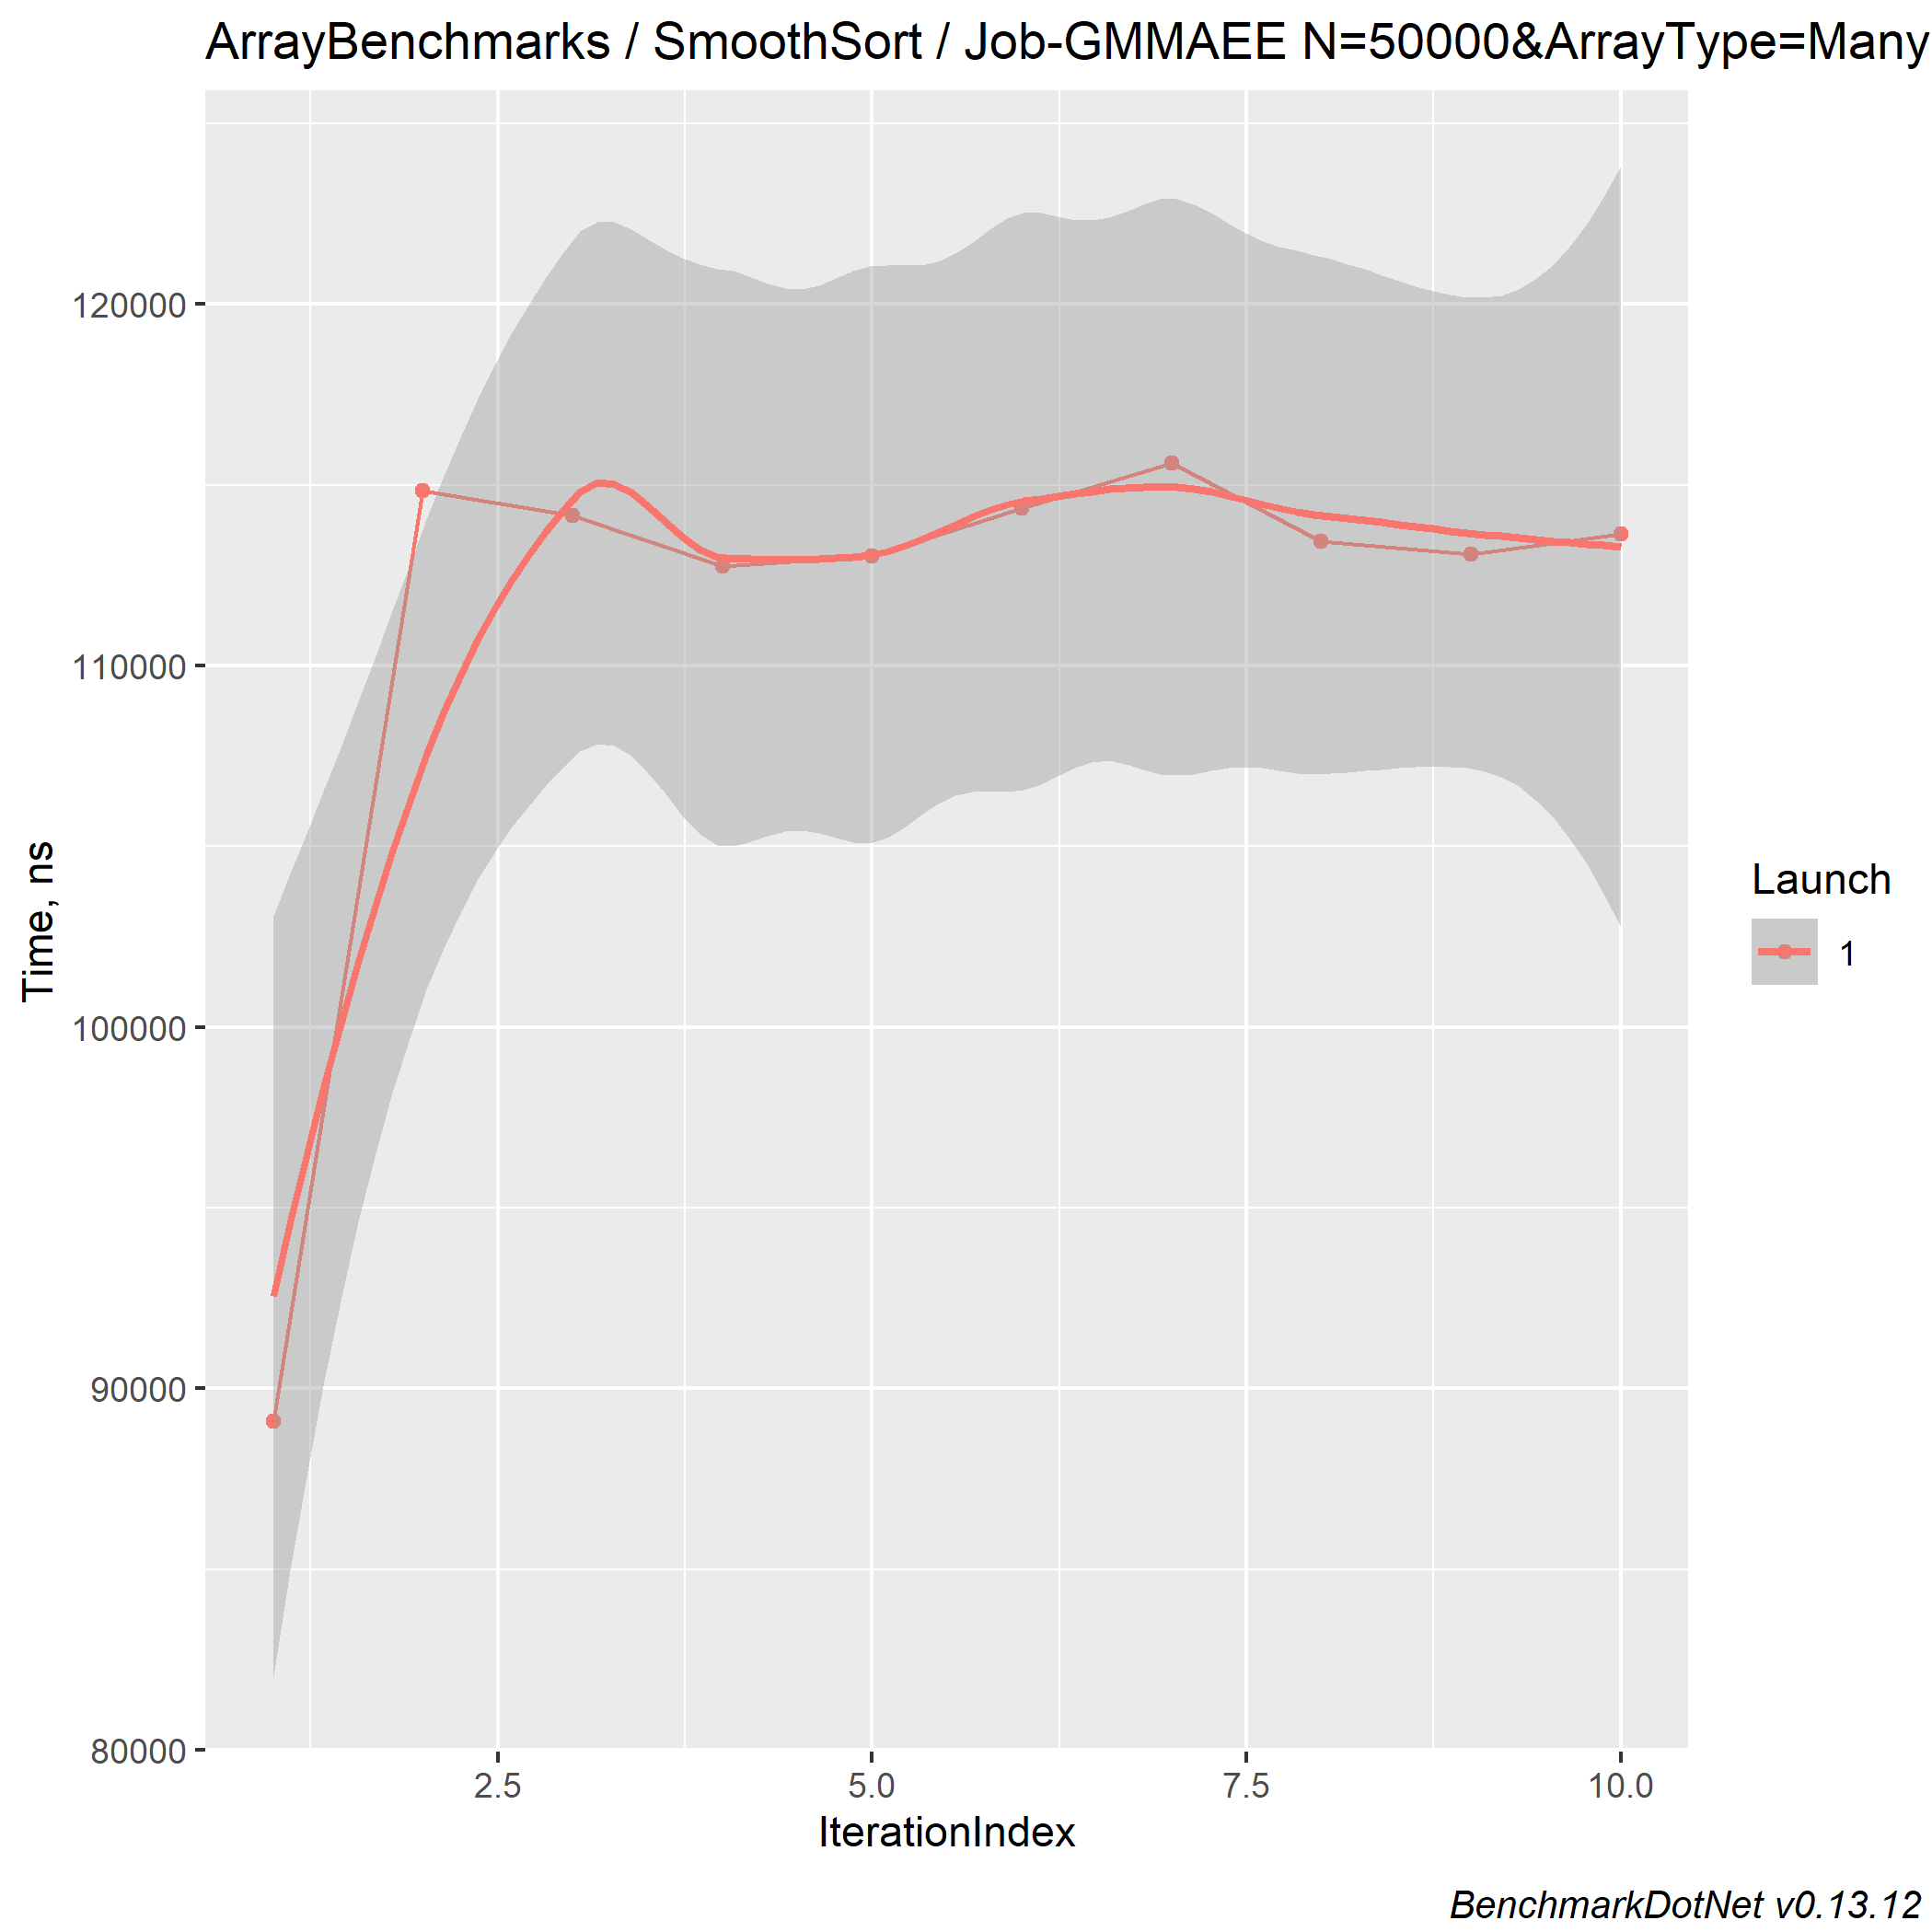 ArrayBenchmarks / SmoothSort / Job-GMMAEE N=50000&ArrayType=Many
120000
110000
100000
90000
80000
Time, ns
2.5 5.0 7.5 10.0
IterationIndex
Launch
1
BenchmarkDotNet v0.13.12